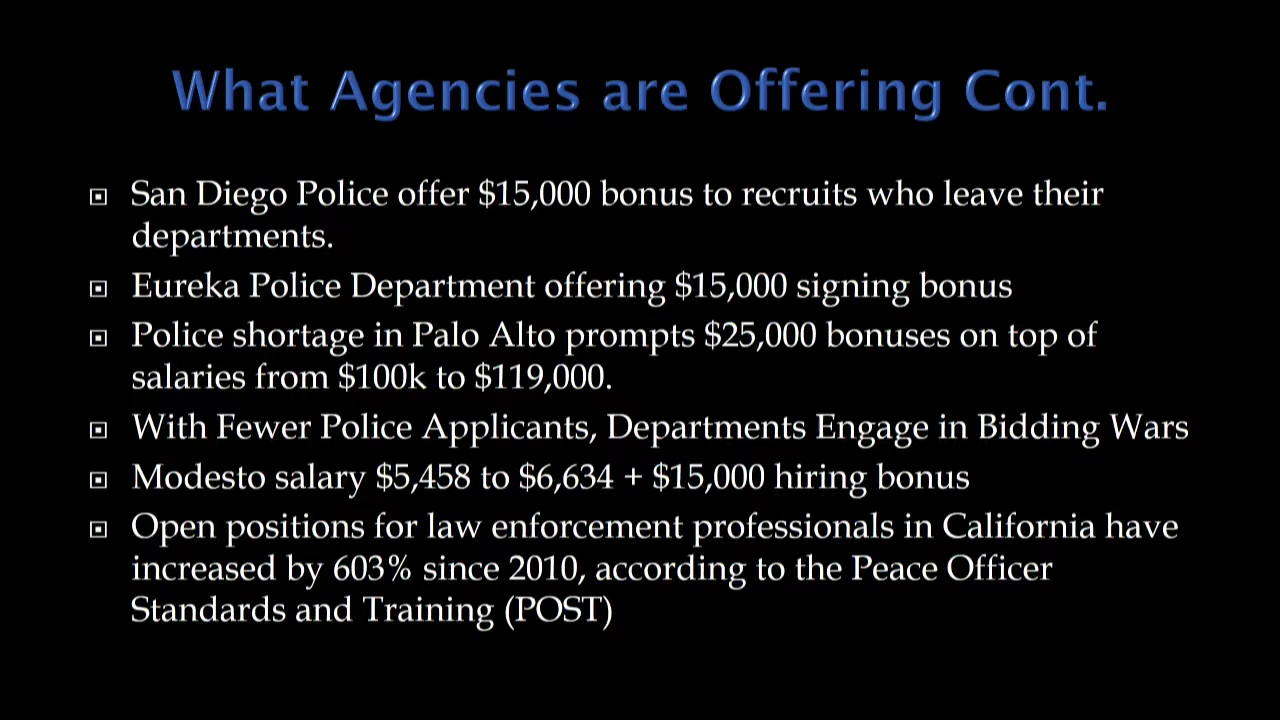 What Agencies are Offering Cont.
San Diego Police offer $15,000 bonus to recruits who leave their
departments.
Eureka Police Department offering $15,000 signing bonus
Police shortage in Palo Alto prompts $25,000 bonuses on top of
salaries from $100k to $119,000.
With Fewer Police Applicants, Departments Engage in Bidding Wars
Modesto salary $5,458 to $6,634 + $15,000 hiring bonus
Open positions for law enforcement professionals in California have
increased by 603% since 2010, according to the Peace Officer
Standards and Training (POST)